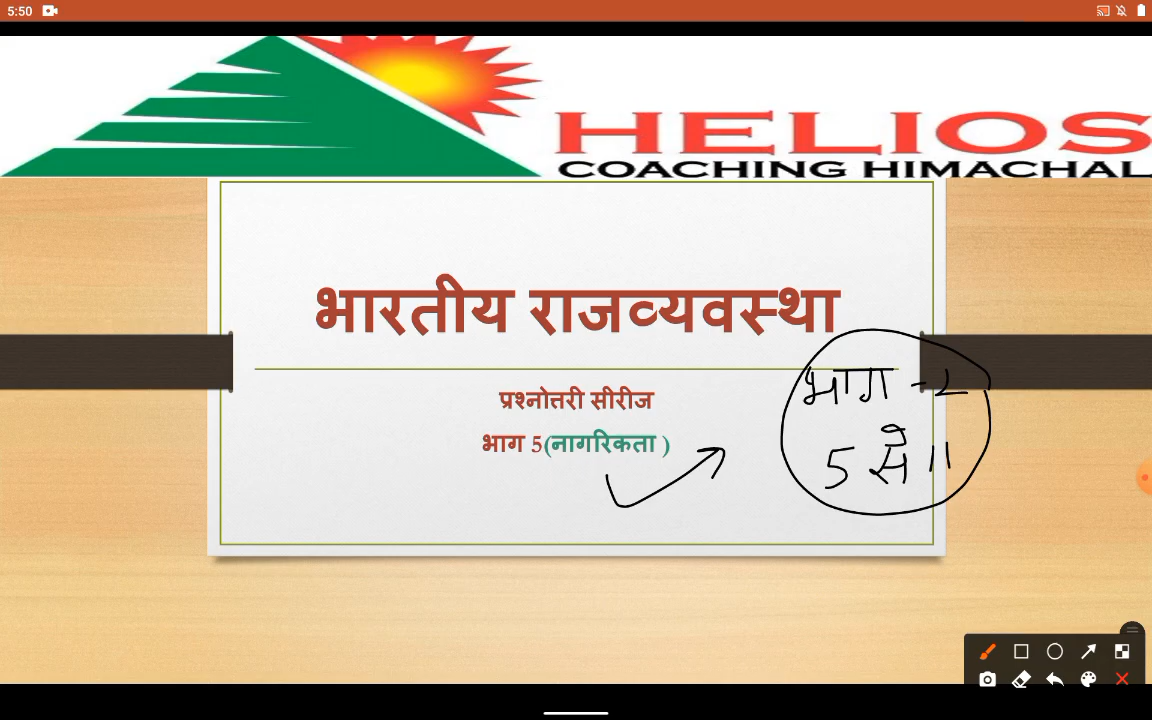 5:50
HELIOS
COACHING HIMACHAL
भारतीय राजव्यवस्था
प्रश्नोत्तरी सीरीज
भाग 5(नागरिकता )
भाग - 2
5 से 11